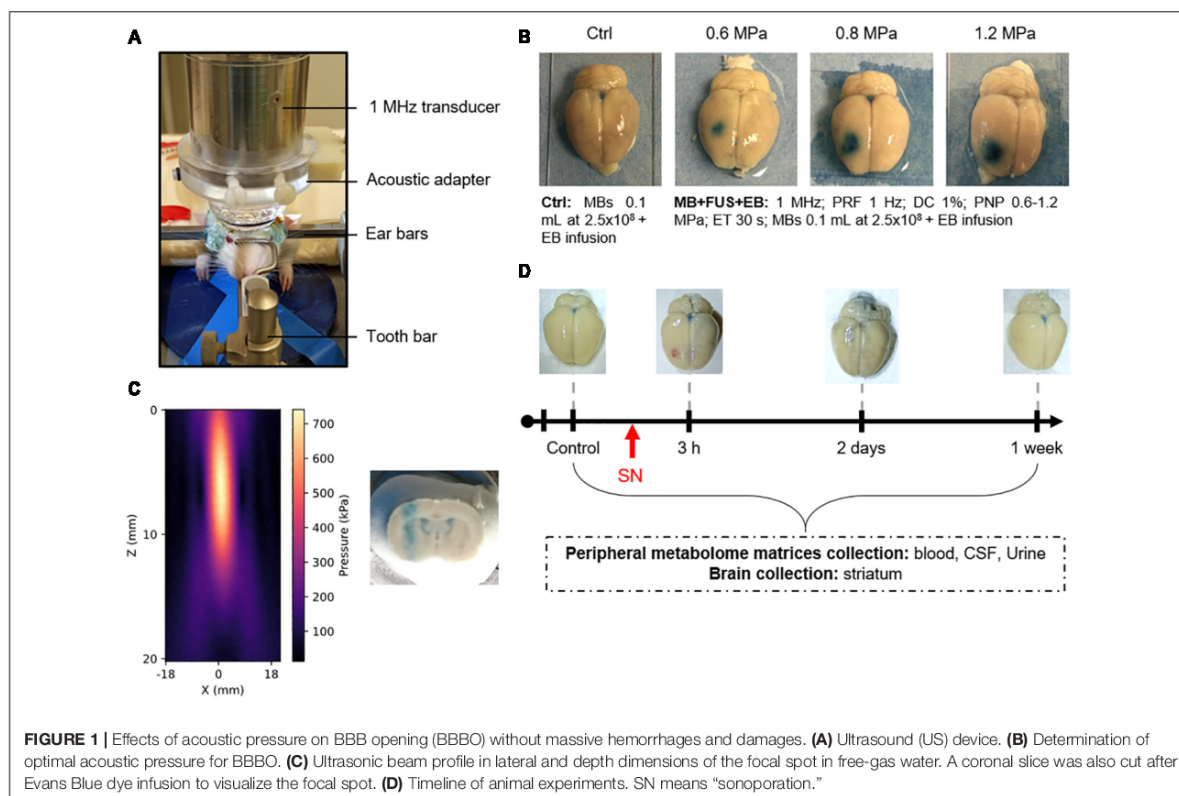 A
1 MHz transducer
Acoustic adapter
Ear bars
Tooth bar
B
Ctrl
0.6 MPa
0.8 MPa
1.2 MPa
Ctrl: MBs 0.1
mL at 2.5x10⁸ +
EB infusion
MB+FUS+EB: 1 MHz; PRF 1 Hz; DC 1%; PNP 0.6-1.2
MPa; ET 30 s; MBs 0.1 mL at 2.5x10⁸ + EB infusion
C
0
10
20
Z (mm)
-18
0
18
X (mm)
700
600
500
400
300
200
100
Pressure (kPa)
D
Control
SN
3 h
2 days
1 week
Peripheral metabolome matrices collection: blood, CSF, Urine
Brain collection: striatum
FIGURE 1 | Effects of acoustic pressure on BBB opening (BBBO) without massive hemorrhages and damages. (A) Ultrasound (US) device. (B) Determination of
optimal acoustic pressure for BBBO. (C) Ultrasonic beam profile in lateral and depth dimensions of the focal spot in free-gas water. A coronal slice was also cut after
Evans Blue dye infusion to visualize the focal spot. (D) Timeline of animal experiments. SN means “sonoporation.”